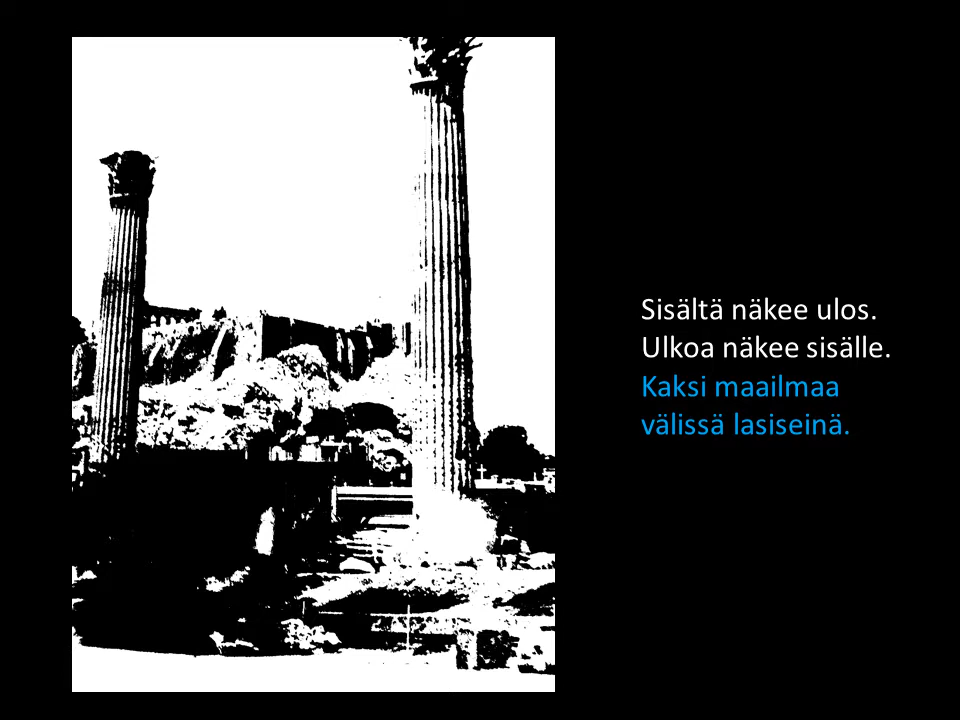 Sisältä näkee ulos.
Ulkoa näkee sisälle.
Kaksi maailmaa
välissä lasiseinä.